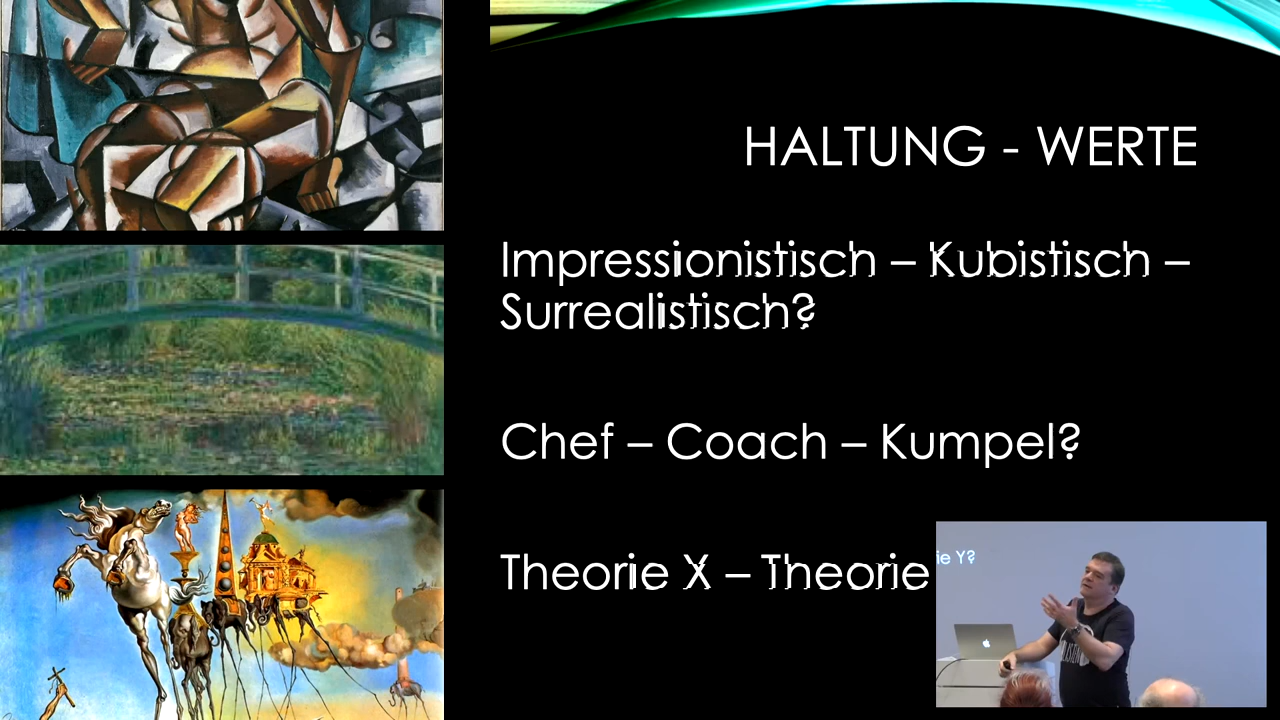 HALTUNG - WERTE
Impressionistisch – Kubistisch –
Surrealistisch?
Chef – Coach – Kumpel?
Theorie X – Theorie
ie Y?